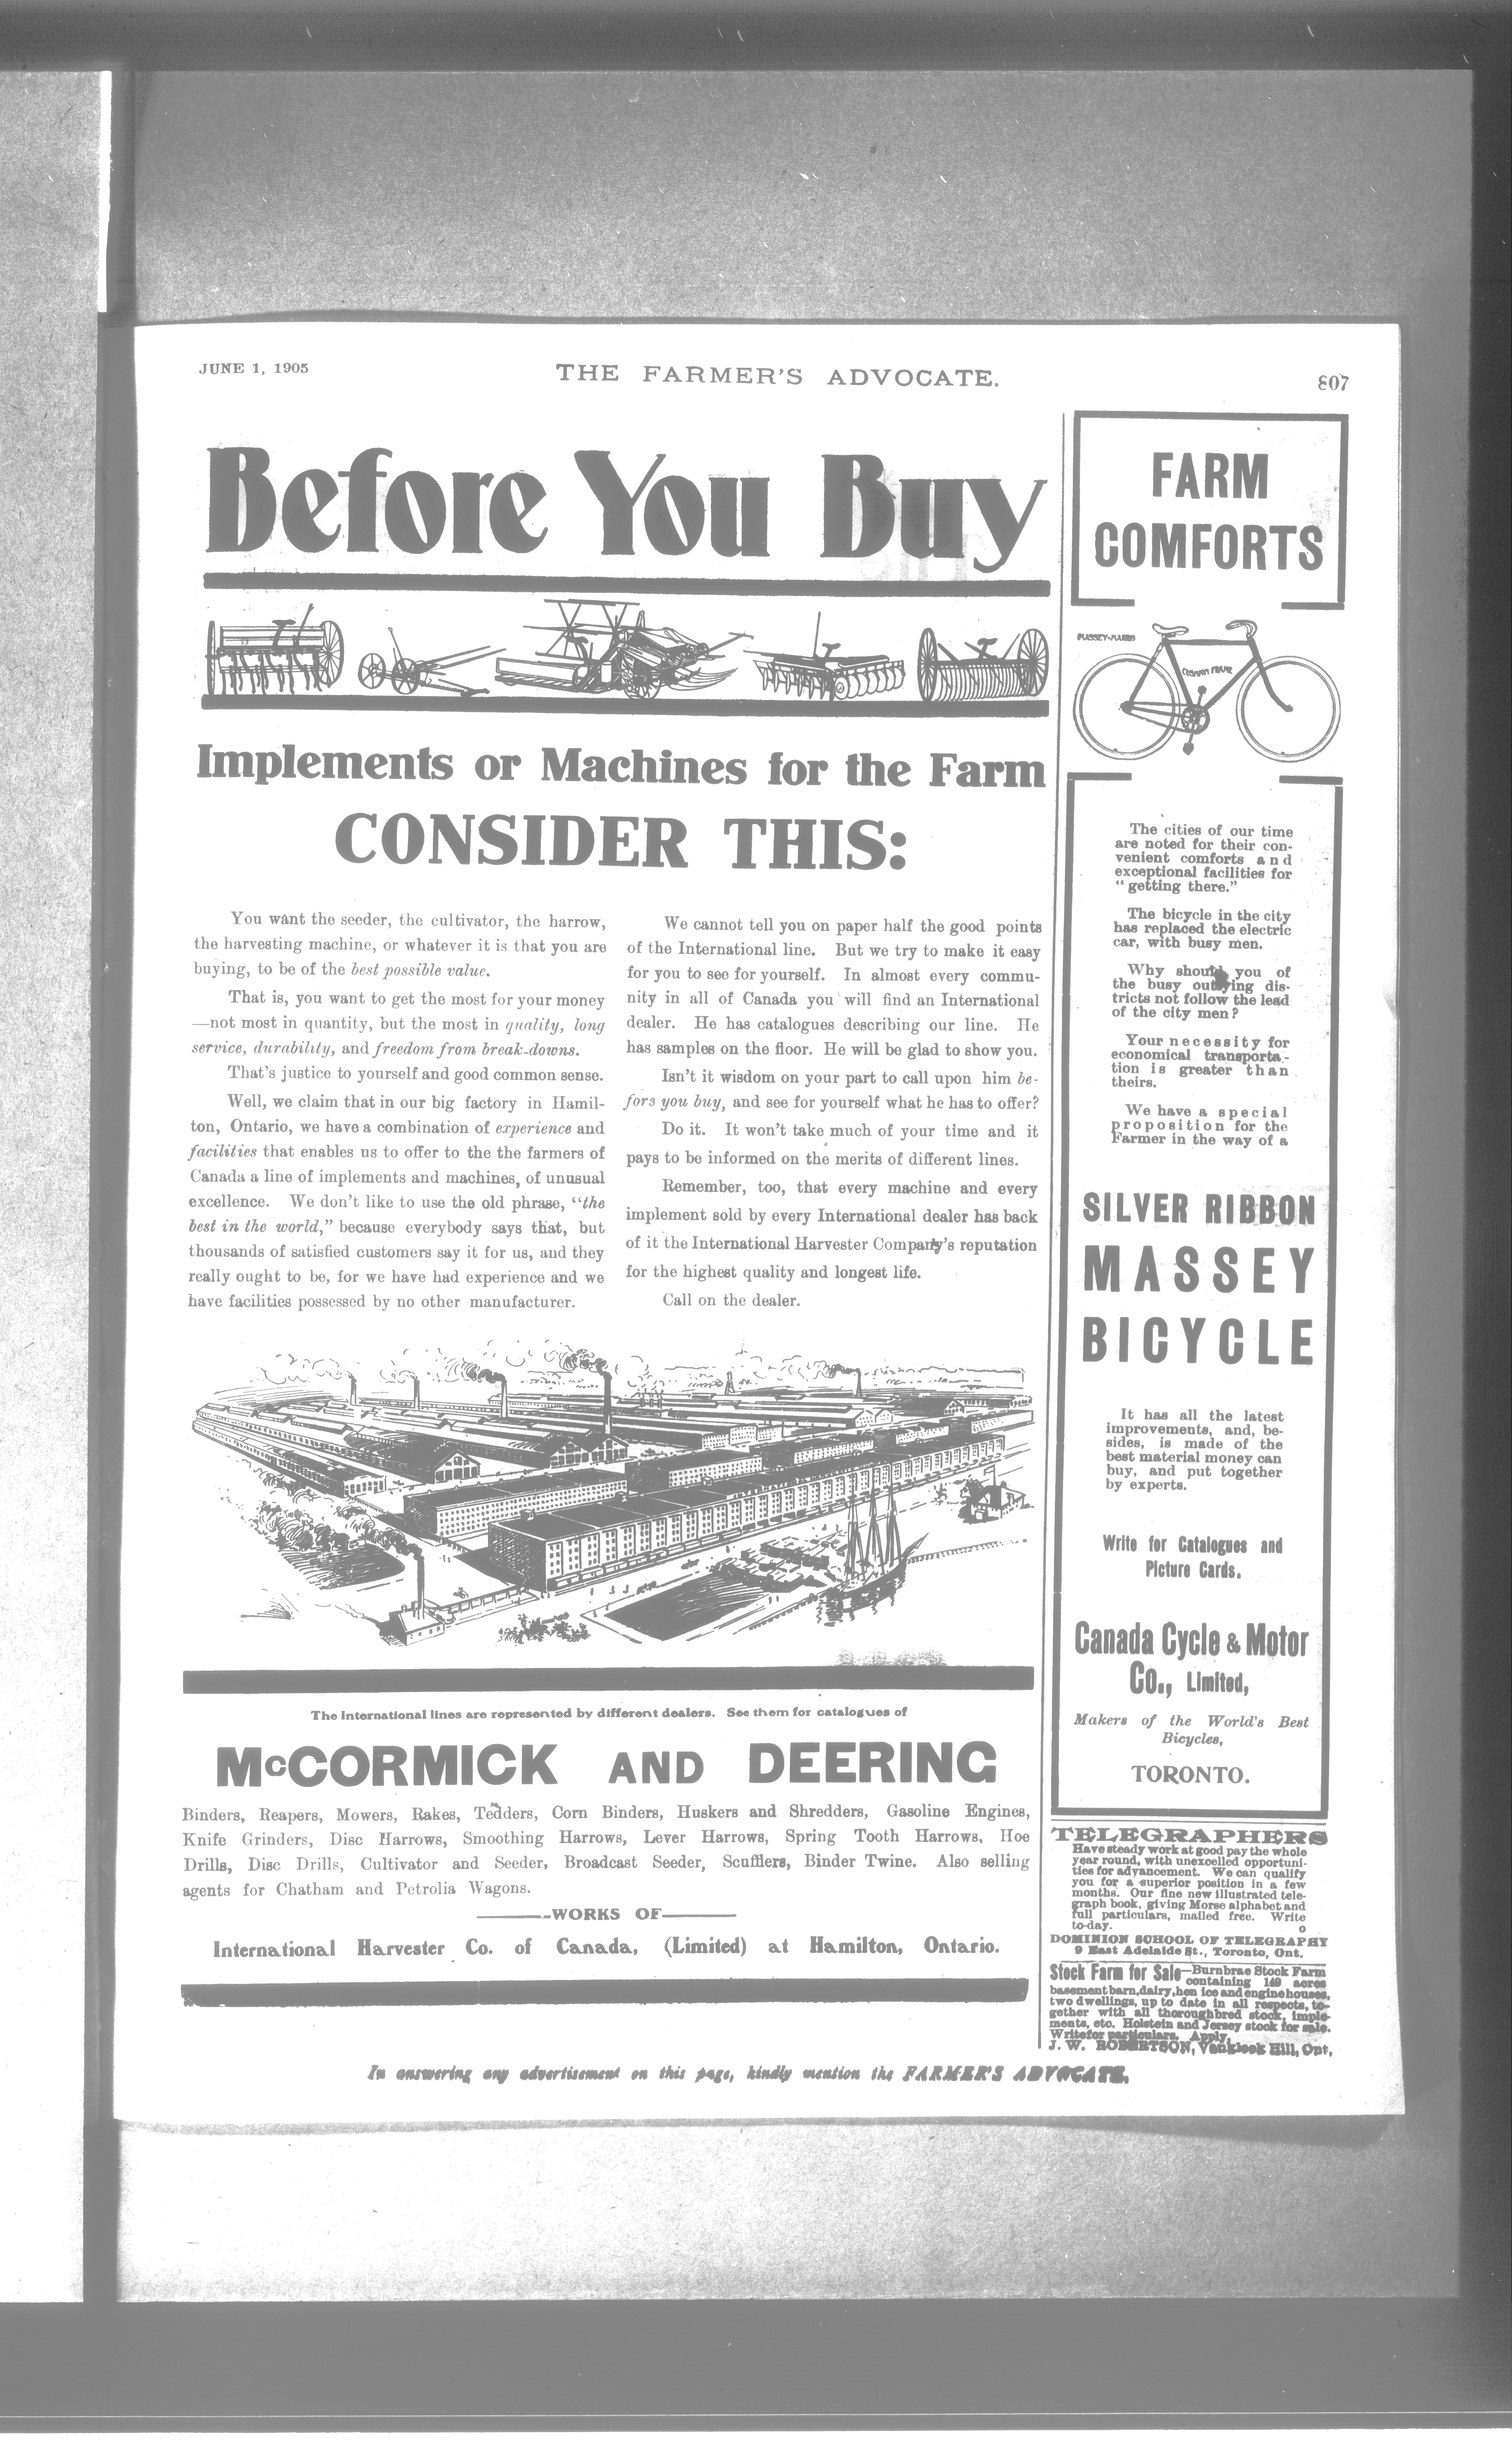 JUNE 1, 1905
THE FARMER'S ADVOCATE.
807
Before You Buy
Implements or Machines for the Farm
CONSIDER THIS:
You want the seeder, the cultivator, the harrow,
the harvesting machine, or whatever it is that you are
buying, to be of the best possible value.
That is, you want to get the most for your money
—not most in quantity, but the most in quality, long
service, durability, and freedom from break-downs.
That's justice to yourself and good common sense.
Well, we claim that in our big factory in Hamil-
ton, Ontario, we have a combination of experience and
facilities that enables us to offer to the the farmers of
Canada a line of implements and machines, of unusual
excellence. We don't like to use the old phrase, "the
best in the world," because everybody says that, but
thousands of satisfied customers say it for us, and they
really ought to be, for we have had experience and we
have facilities possessed by no other manufacturer.
We cannot tell you on paper half the good points
of the International line. But we try to make it easy
for you to see for yourself. In almost every commu-
nity in all of Canada you will find an International
dealer. He has catalogues describing our line. He
has samples on the floor. He will be glad to show you.
Isn't it wisdom on your part to call upon him be-
fore you buy, and see for yourself what he has to offer?
Do it. It won't take much of your time and it
pays to be informed on the merits of different lines.
Remember, too, that every machine and every
implement sold by every International dealer has back
of it the International Harvester Company's reputation
for the highest quality and longest life.
Call on the dealer.
The International lines are represented by different dealers. See them for catalogues of
McCORMICK AND DEERING
Binders, Reapers, Mowers, Rakes, Tedders, Corn Binders, Huskers and Shredders, Gasoline Engines,
Knife Grinders, Disc Harrows, Smoothing Harrows, Lever Harrows, Spring Tooth Harrows, Hoe
Drills, Disc Drills, Cultivator and Seeder, Broadcast Seeder, Scufflers, Binder Twine. Also selling
agents for Chatham and Petrolia Wagons.
WORKS OF
International Harvester Co. of Canada, (Limited) at Hamilton, Ontario.
FARM
COMFORTS
MASSEY-HARRIS
CUSHION FRAME
The cities of our time
are noted for their con-
venient comforts and
exceptional facilities for
"getting there."
The bicycle in the city
has replaced the electric
car, with busy men.
Why should you of
the busy outlying dis-
tricts not follow the lead
of the city men?
Your necessity for
economical transporta-
tion is greater than
theirs.
We have a special
proposition for the
Farmer in the way of a
SILVER RIBBON
MASSEY
BICYCLE
It has all the latest
improvements, and, be-
sides, is made of the
best material money can
buy, and put together
by experts.
Write for Catalogues and
Picture Cards.
Canada Cycle & Motor
Co., Limited,
Makers of the World's Best
Bicycles,
TORONTO.
TELEGRAPHERS
Have steady work at good pay the whole
year round, with unexcelled opportuni-
ties for advancement. We can qualify
you for a superior position in a few
months. Our fine new illustrated tele-
graph book, giving Morse alphabet and
full particulars, mailed free. Write
to-day. o
DOMINION SCHOOL OF TELEGRAPHY
9 East Adelaide St., Toronto, Ont.
Stock Farm for Sale—Burnbrae Stock Farm
containing 149 acres
basement barn, dairy, hen ice and engine houses,
two dwellings, up to date in all respects, to-
gether with all thoroughbred stock, imple-
ments, etc. Holstein and Jersey stock for sale.
Write for particulars. Apply,
J. W. ROBERTSON, Vankleek Hill, Ont.
In answering any advertisement on this page, kindly mention the FARMER'S ADVOCATE.